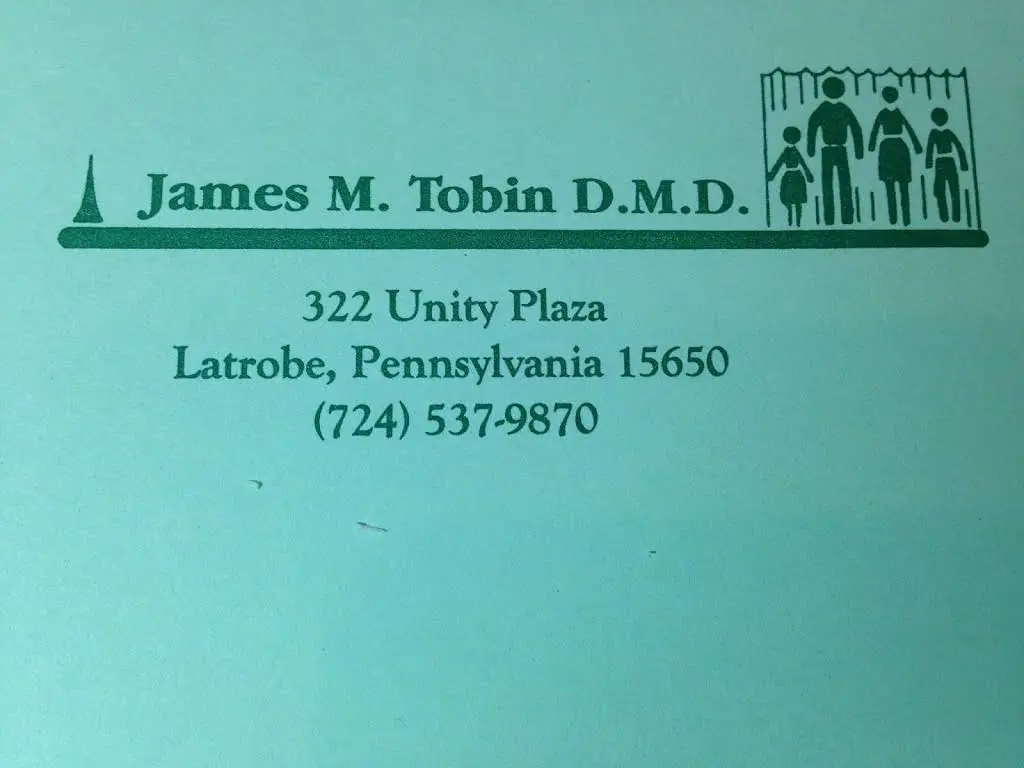 James M. Tobin D.M.D.
322 Unity Plaza
Latrobe, Pennsylvania 15650
(724) 537-9870